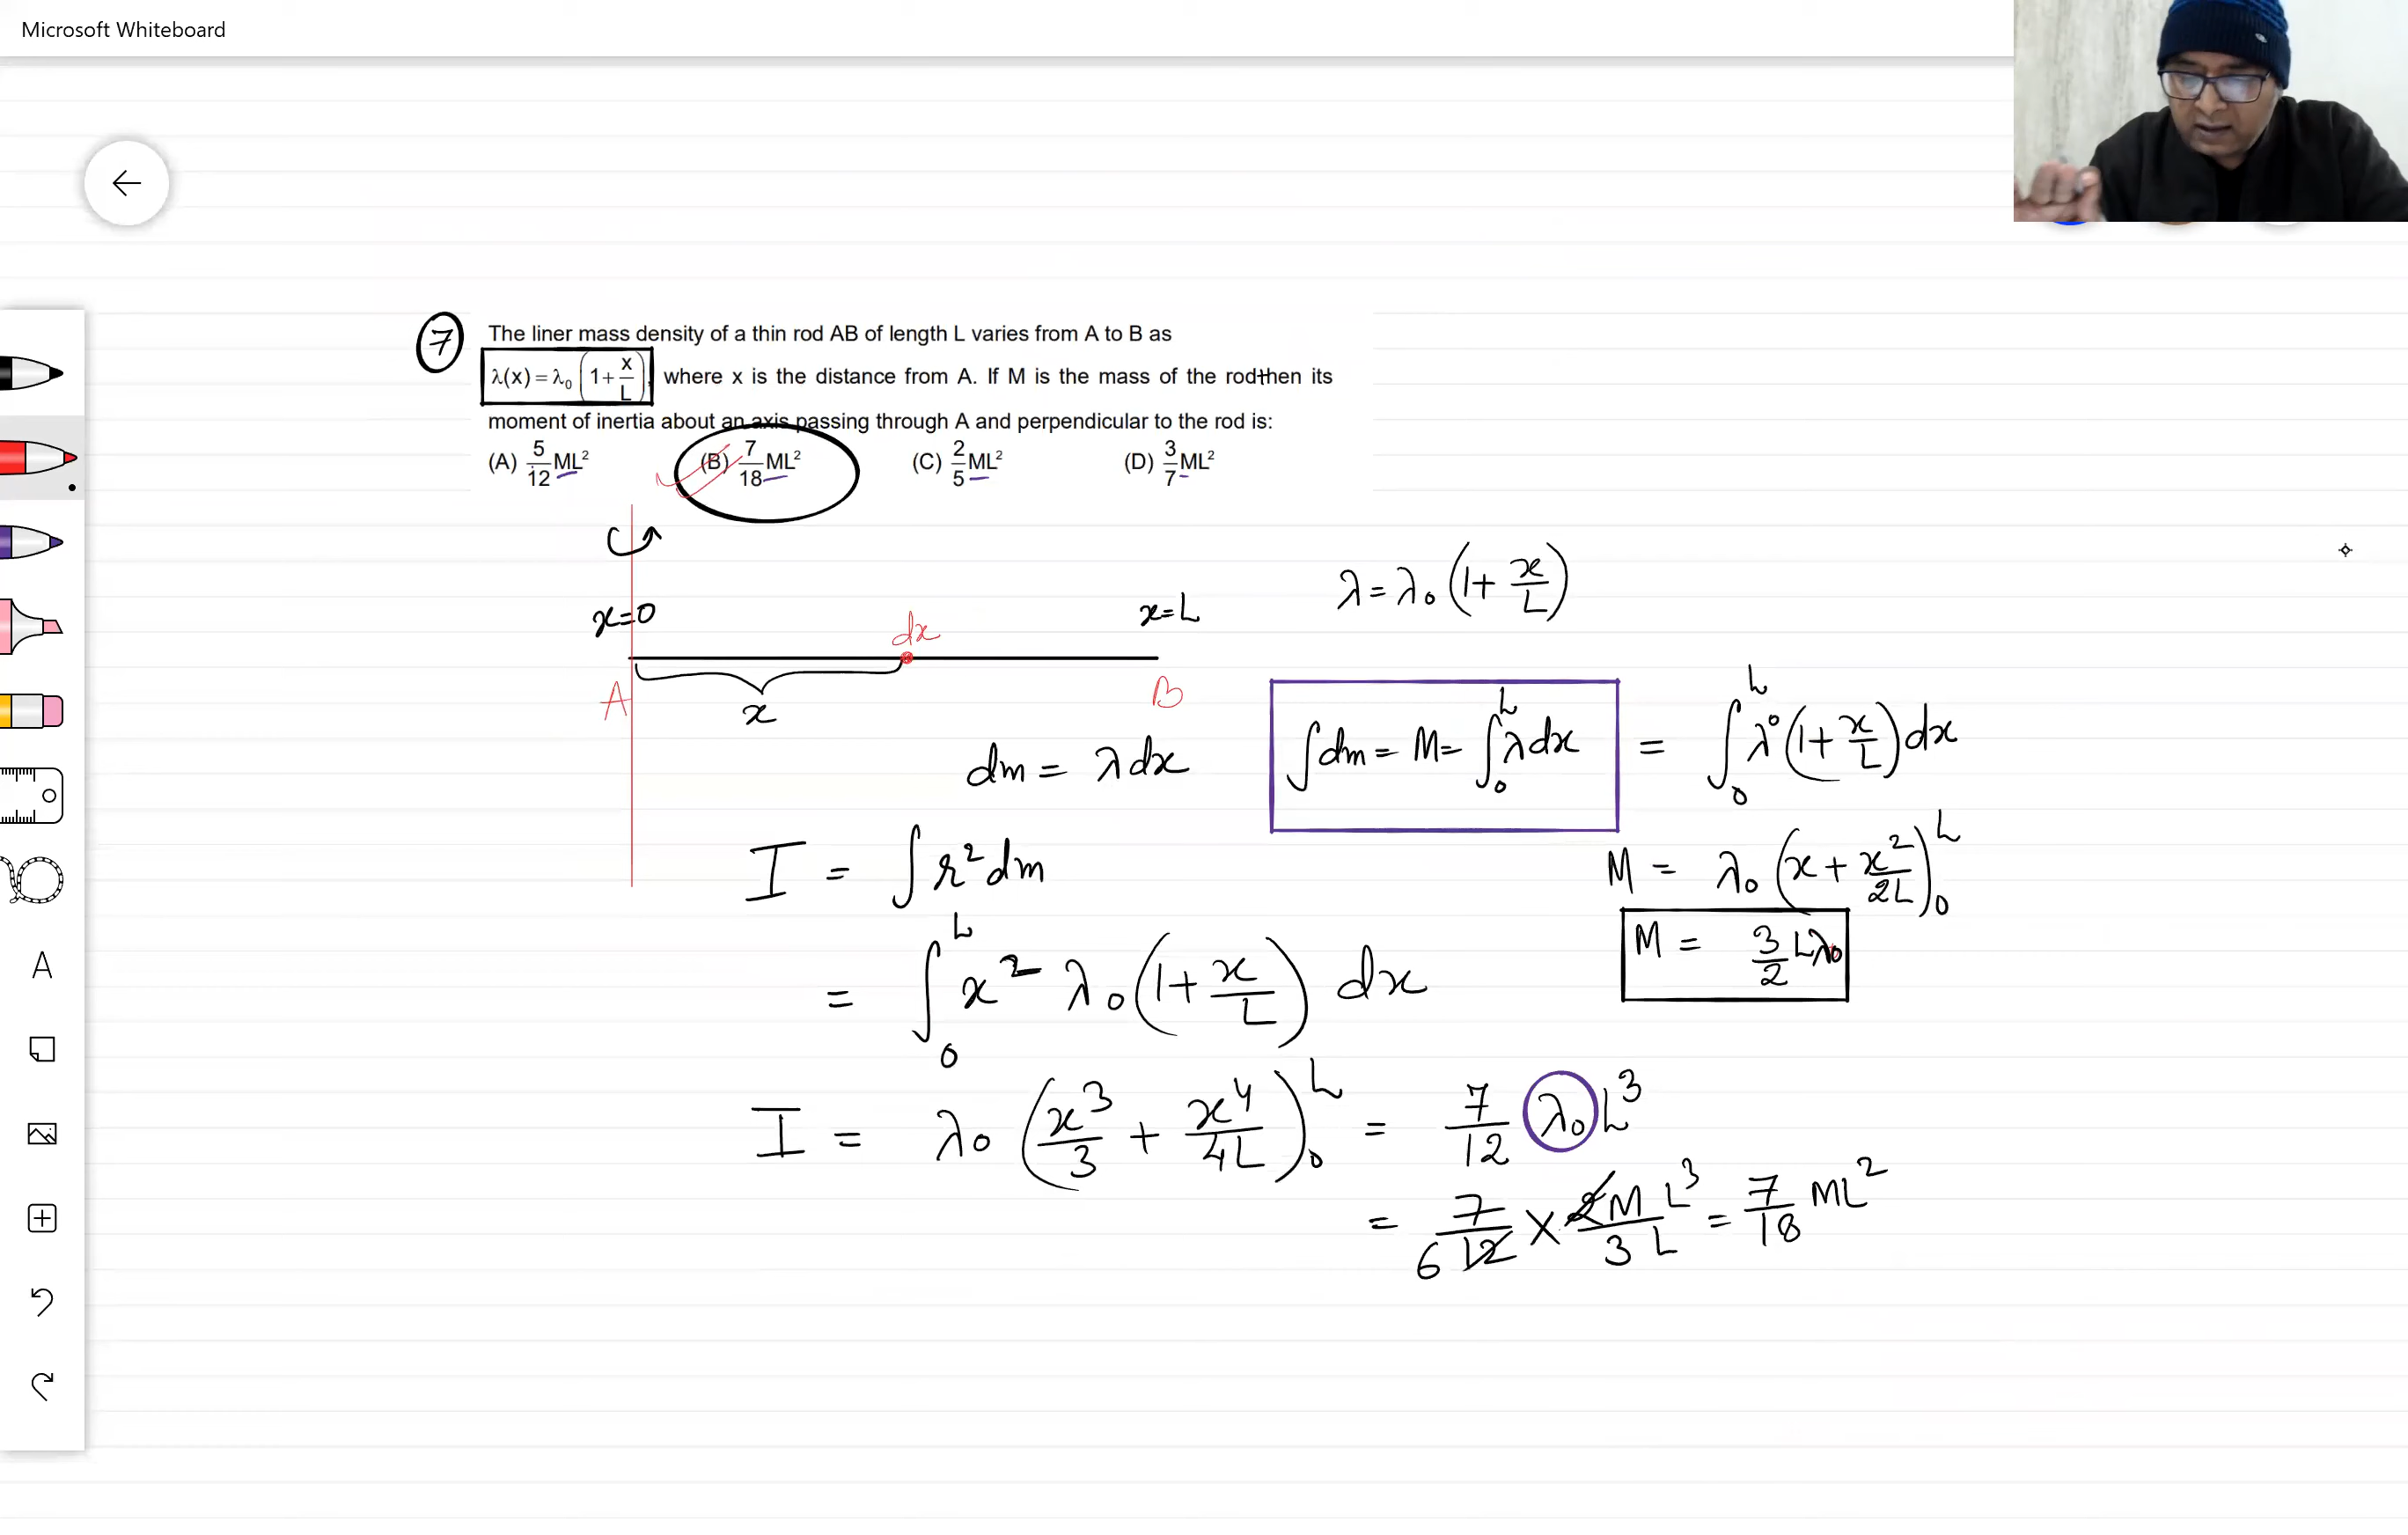 Microsoft Whiteboard
7 The liner mass density of a thin rod AB of length L varies from A to B as
λ(x) = λ₀ (1 + x/L), where x is the distance from A. If M is the mass of the rod then its
moment of inertia about an axis passing through A and perpendicular to the rod is:
(A) 5/12 ML² (B) 7/18 ML² (C) 2/5 ML² (D) 3/7 ML²
λ = λ₀ (1 + x/L)
x=0 dx x=L
A x B
dm = λ dx
∫dm = M = ∫₀ᴸ λ dx = ∫₀ᴸ λ₀ (1 + x/L) dx
I = ∫ r² dm
M = λ₀ (x + x²/2L)₀ᴸ
M = 3/2 Lλ₀
= ∫₀ᴸ x² λ₀ (1 + x/L) dx
I = λ₀ (x³/3 + x⁴/4L)₀ᴸ = 7/12 λ₀ L³
= 7/12 6 × 2M/3L L³ = 7/18 ML²
A